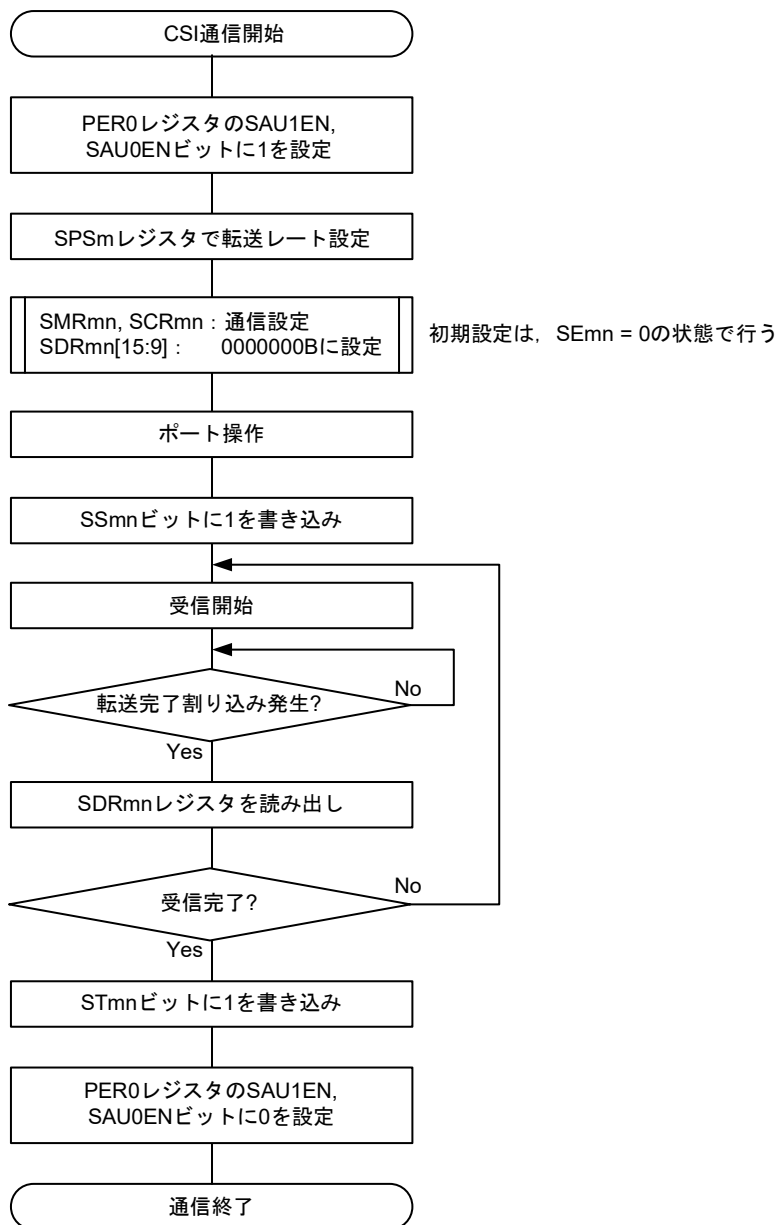 CSI通信開始
PER0レジスタのSAU1EN,
SAU0ENビットに1を設定
SPSmレジスタで転送レート設定
SMRmn, SCRmn：通信設定
SDRmn[15:9]： 0000000Bに設定
初期設定は，SEmn = 0の状態で行う
ポート操作
SSmnビットに1を書き込み
受信開始
転送完了割り込み発生?
No
Yes
SDRmnレジスタを読み出し
受信完了?
No
Yes
STmnビットに1を書き込み
PER0レジスタのSAU1EN,
SAU0ENビットに0を設定
通信終了